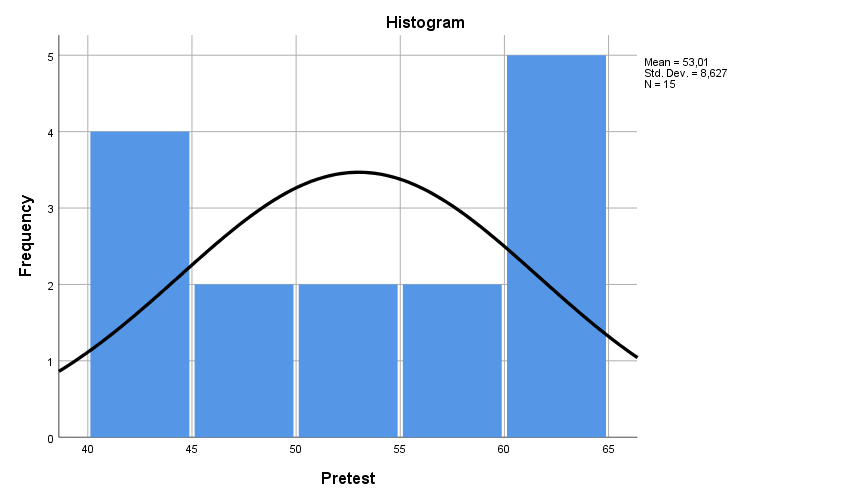 Histogram
5
4
3
2
1
0
Frequency
40 45 50 55 60 65
Pretest
Mean = 53,01
Std. Dev. = 8,627
N = 15